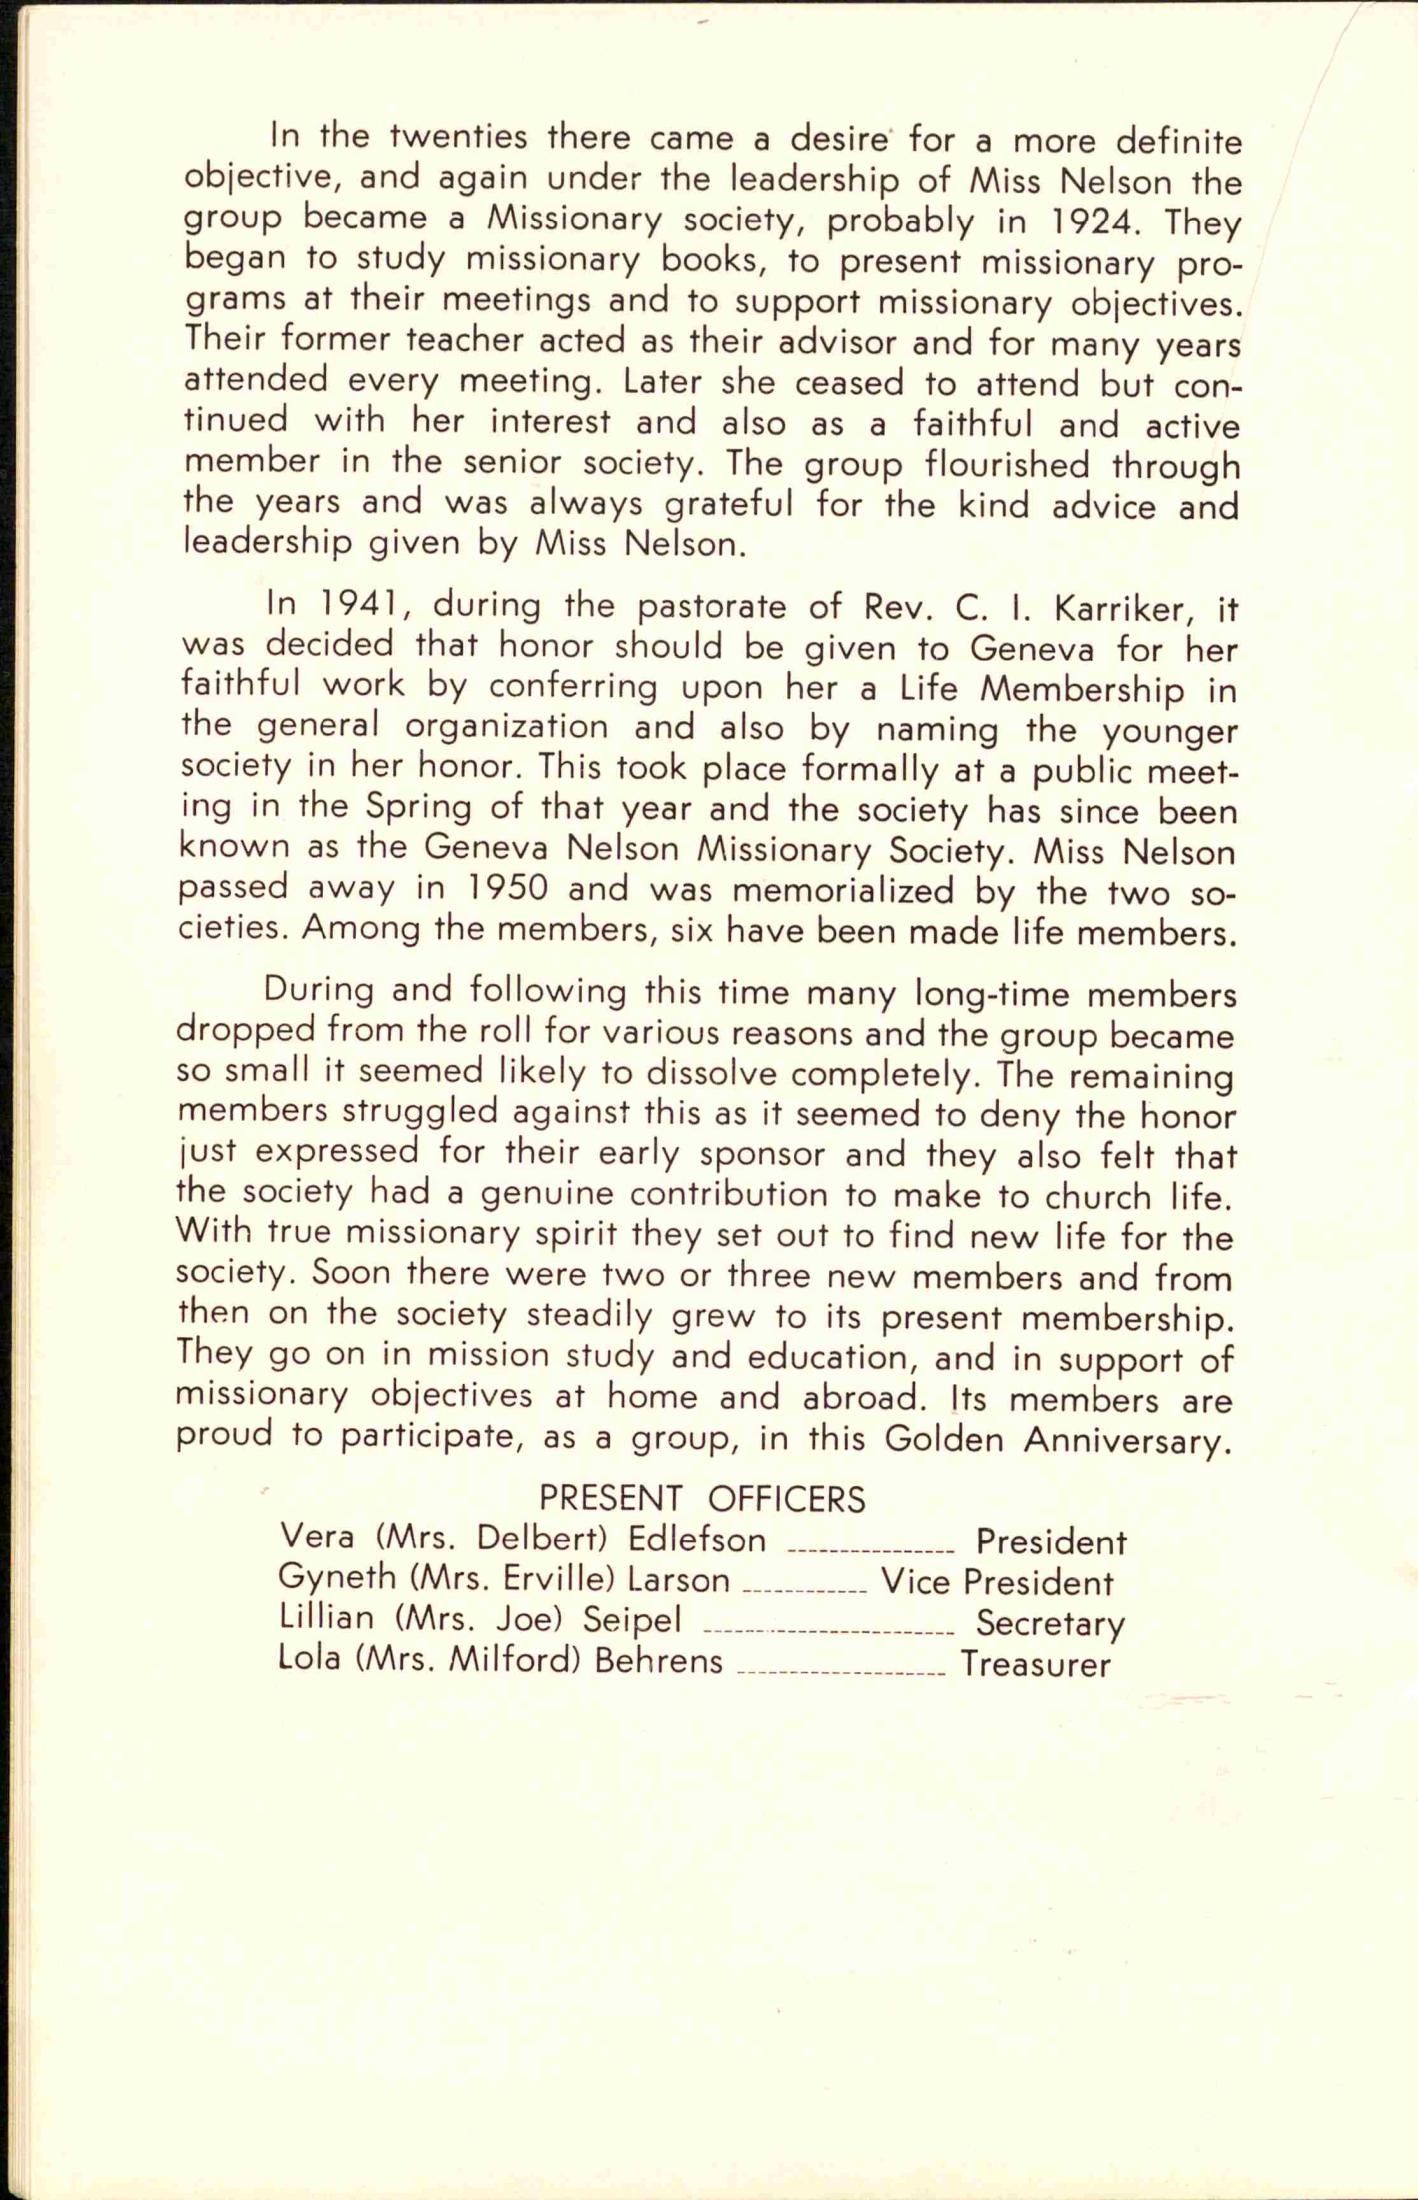 In the twenties there came a desire for a more definite
objective, and again under the leadership of Miss Nelson the
group became a Missionary society, probably in 1924. They
began to study missionary books, to present missionary pro-
grams at their meetings and to support missionary objectives.
Their former teacher acted as their advisor and for many years
attended every meeting. Later she ceased to attend but con-
tinued with her interest and also as a faithful and active
member in the senior society. The group flourished through
the years and was always grateful for the kind advice and
leadership given by Miss Nelson.
In 1941, during the pastorate of Rev. C. I. Karriker, it
was decided that honor should be given to Geneva for her
faithful work by conferring upon her a Life Membership in
the general organization and also by naming the younger
society in her honor. This took place formally at a public meet-
ing in the Spring of that year and the society has since been
known as the Geneva Nelson Missionary Society. Miss Nelson
passed away in 1950 and was memorialized by the two so-
cieties. Among the members, six have been made life members.
During and following this time many long-time members
dropped from the roll for various reasons and the group became
so small it seemed likely to dissolve completely. The remaining
members struggled against this as it seemed to deny the honor
just expressed for their early sponsor and they also felt that
the society had a genuine contribution to make to church life.
With true missionary spirit they set out to find new life for the
society. Soon there were two or three new members and from
then on the society steadily grew to its present membership.
They go on in mission study and education, and in support of
missionary objectives at home and abroad. Its members are
proud to participate, as a group, in this Golden Anniversary.
PRESENT OFFICERS
Vera (Mrs. Delbert) Edlefson ---------------- President
Gyneth (Mrs. Erville) Larson ------------ Vice President
Lillian (Mrs. Joe) Seipel ------------------------ Secretary
Lola (Mrs. Milford) Behrens -------------------- Treasurer